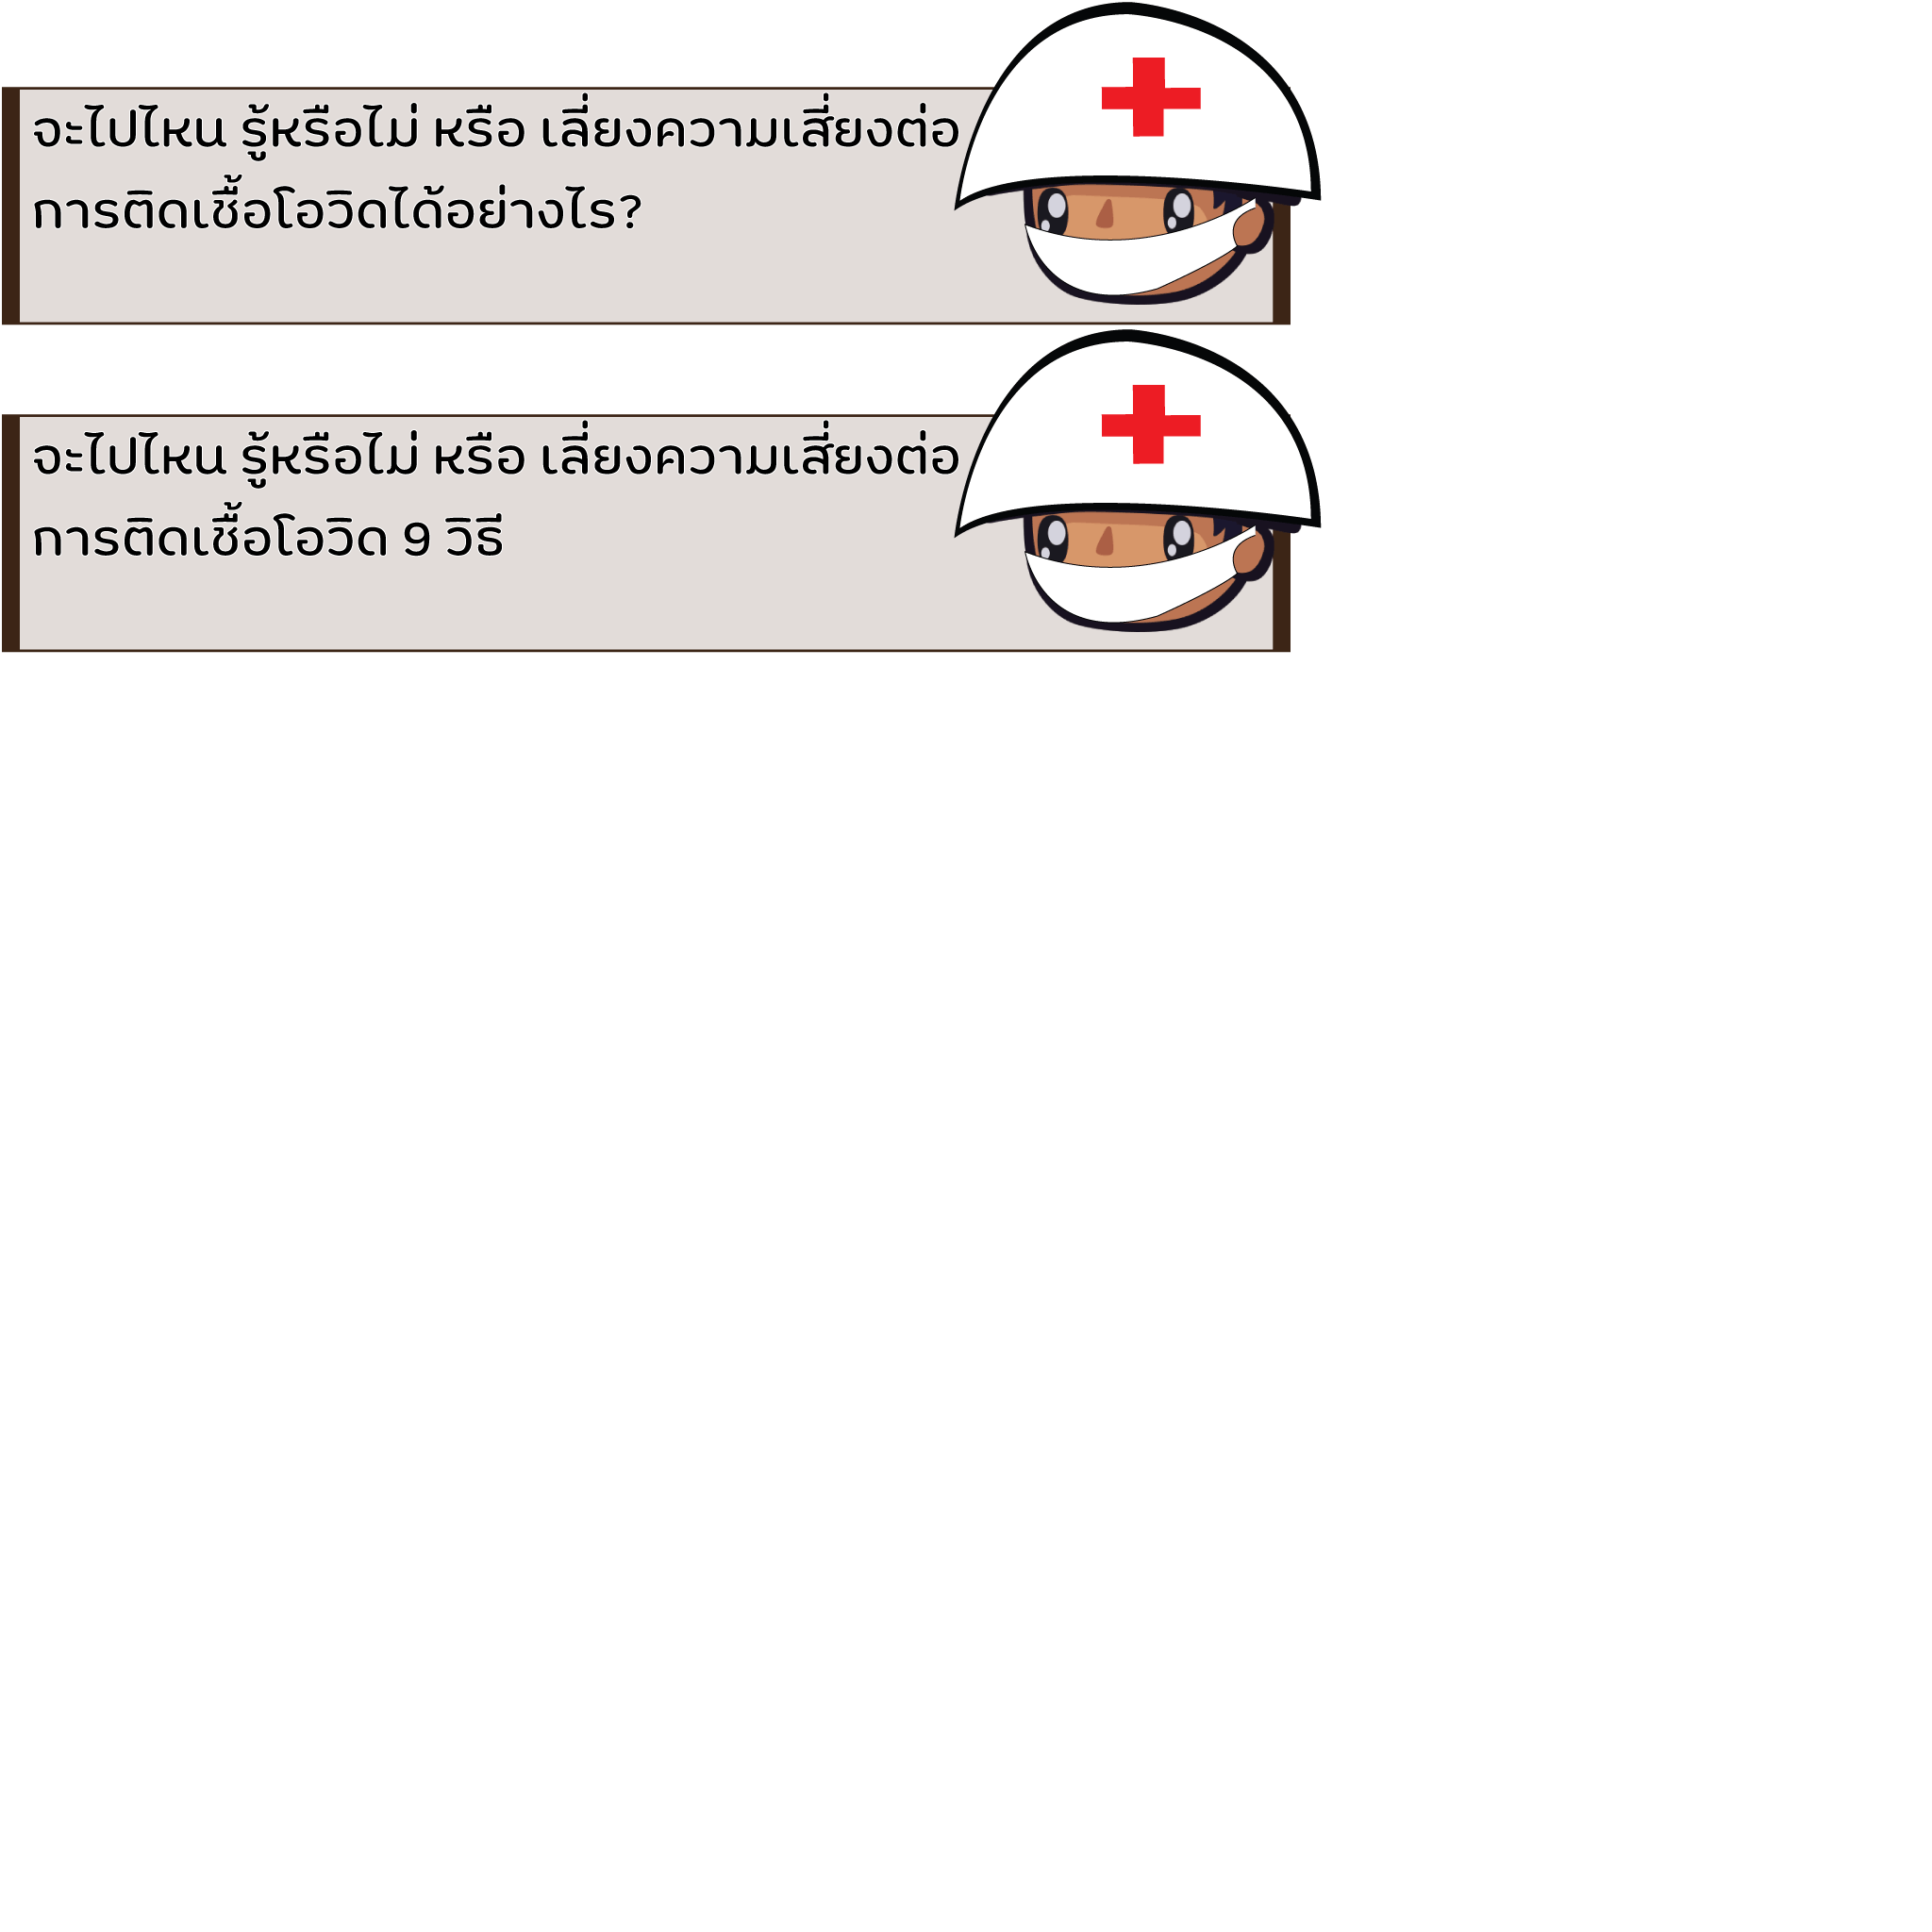 จะไปไหน รู้หรือไม่ หรือ เลี่ยงความเสี่ยงต่อ
การติดเชื้อโอวิดได้อย่างไร?
จะไปไหน รู้หรือไม่ หรือ เลี่ยงความเสี่ยงต่อ
การติดเชื้อโอวิด 9 วิธี